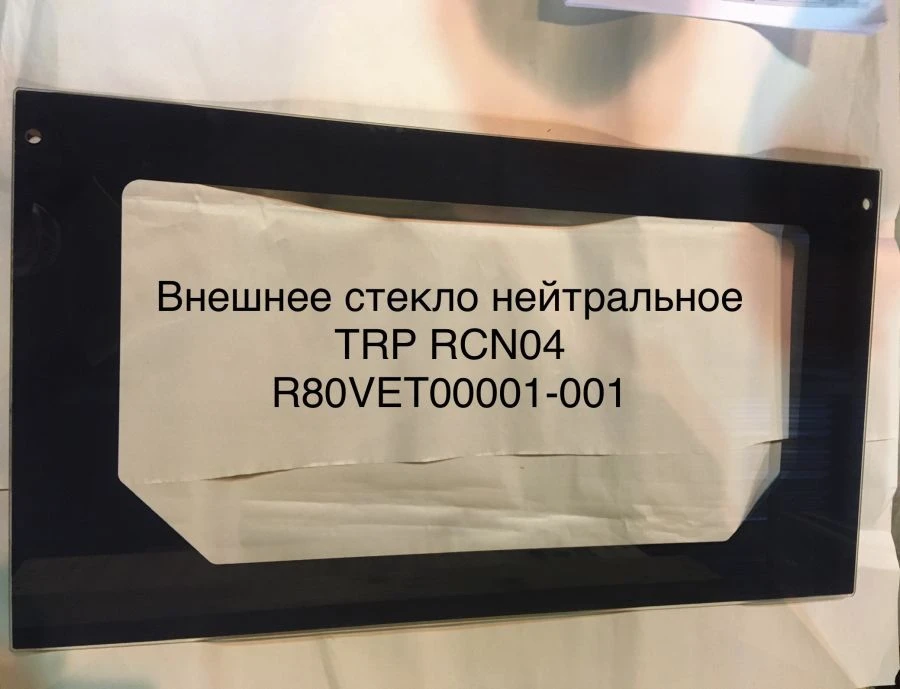 Внешнее стекло нейтральное
TRP RCN04
R80VET00001-001